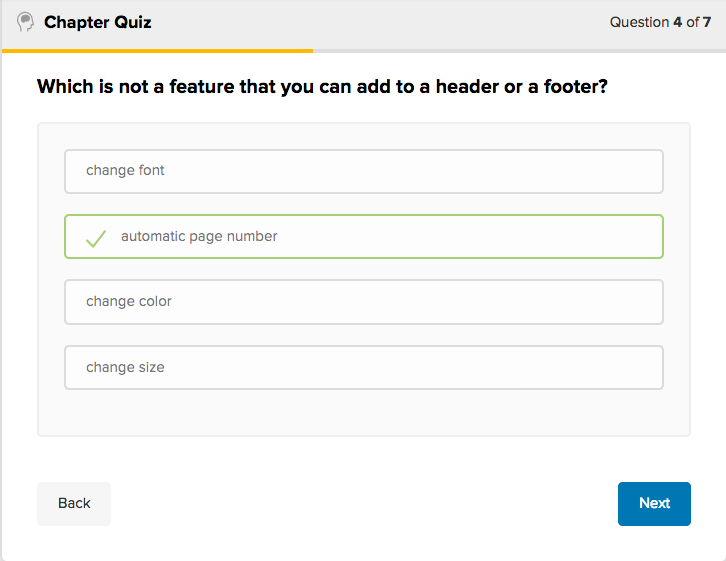 Chapter Quiz
Question 4 of 7
Which is not a feature that you can add to a header or a footer?
change font
automatic page number
change color
change size
Back
Next